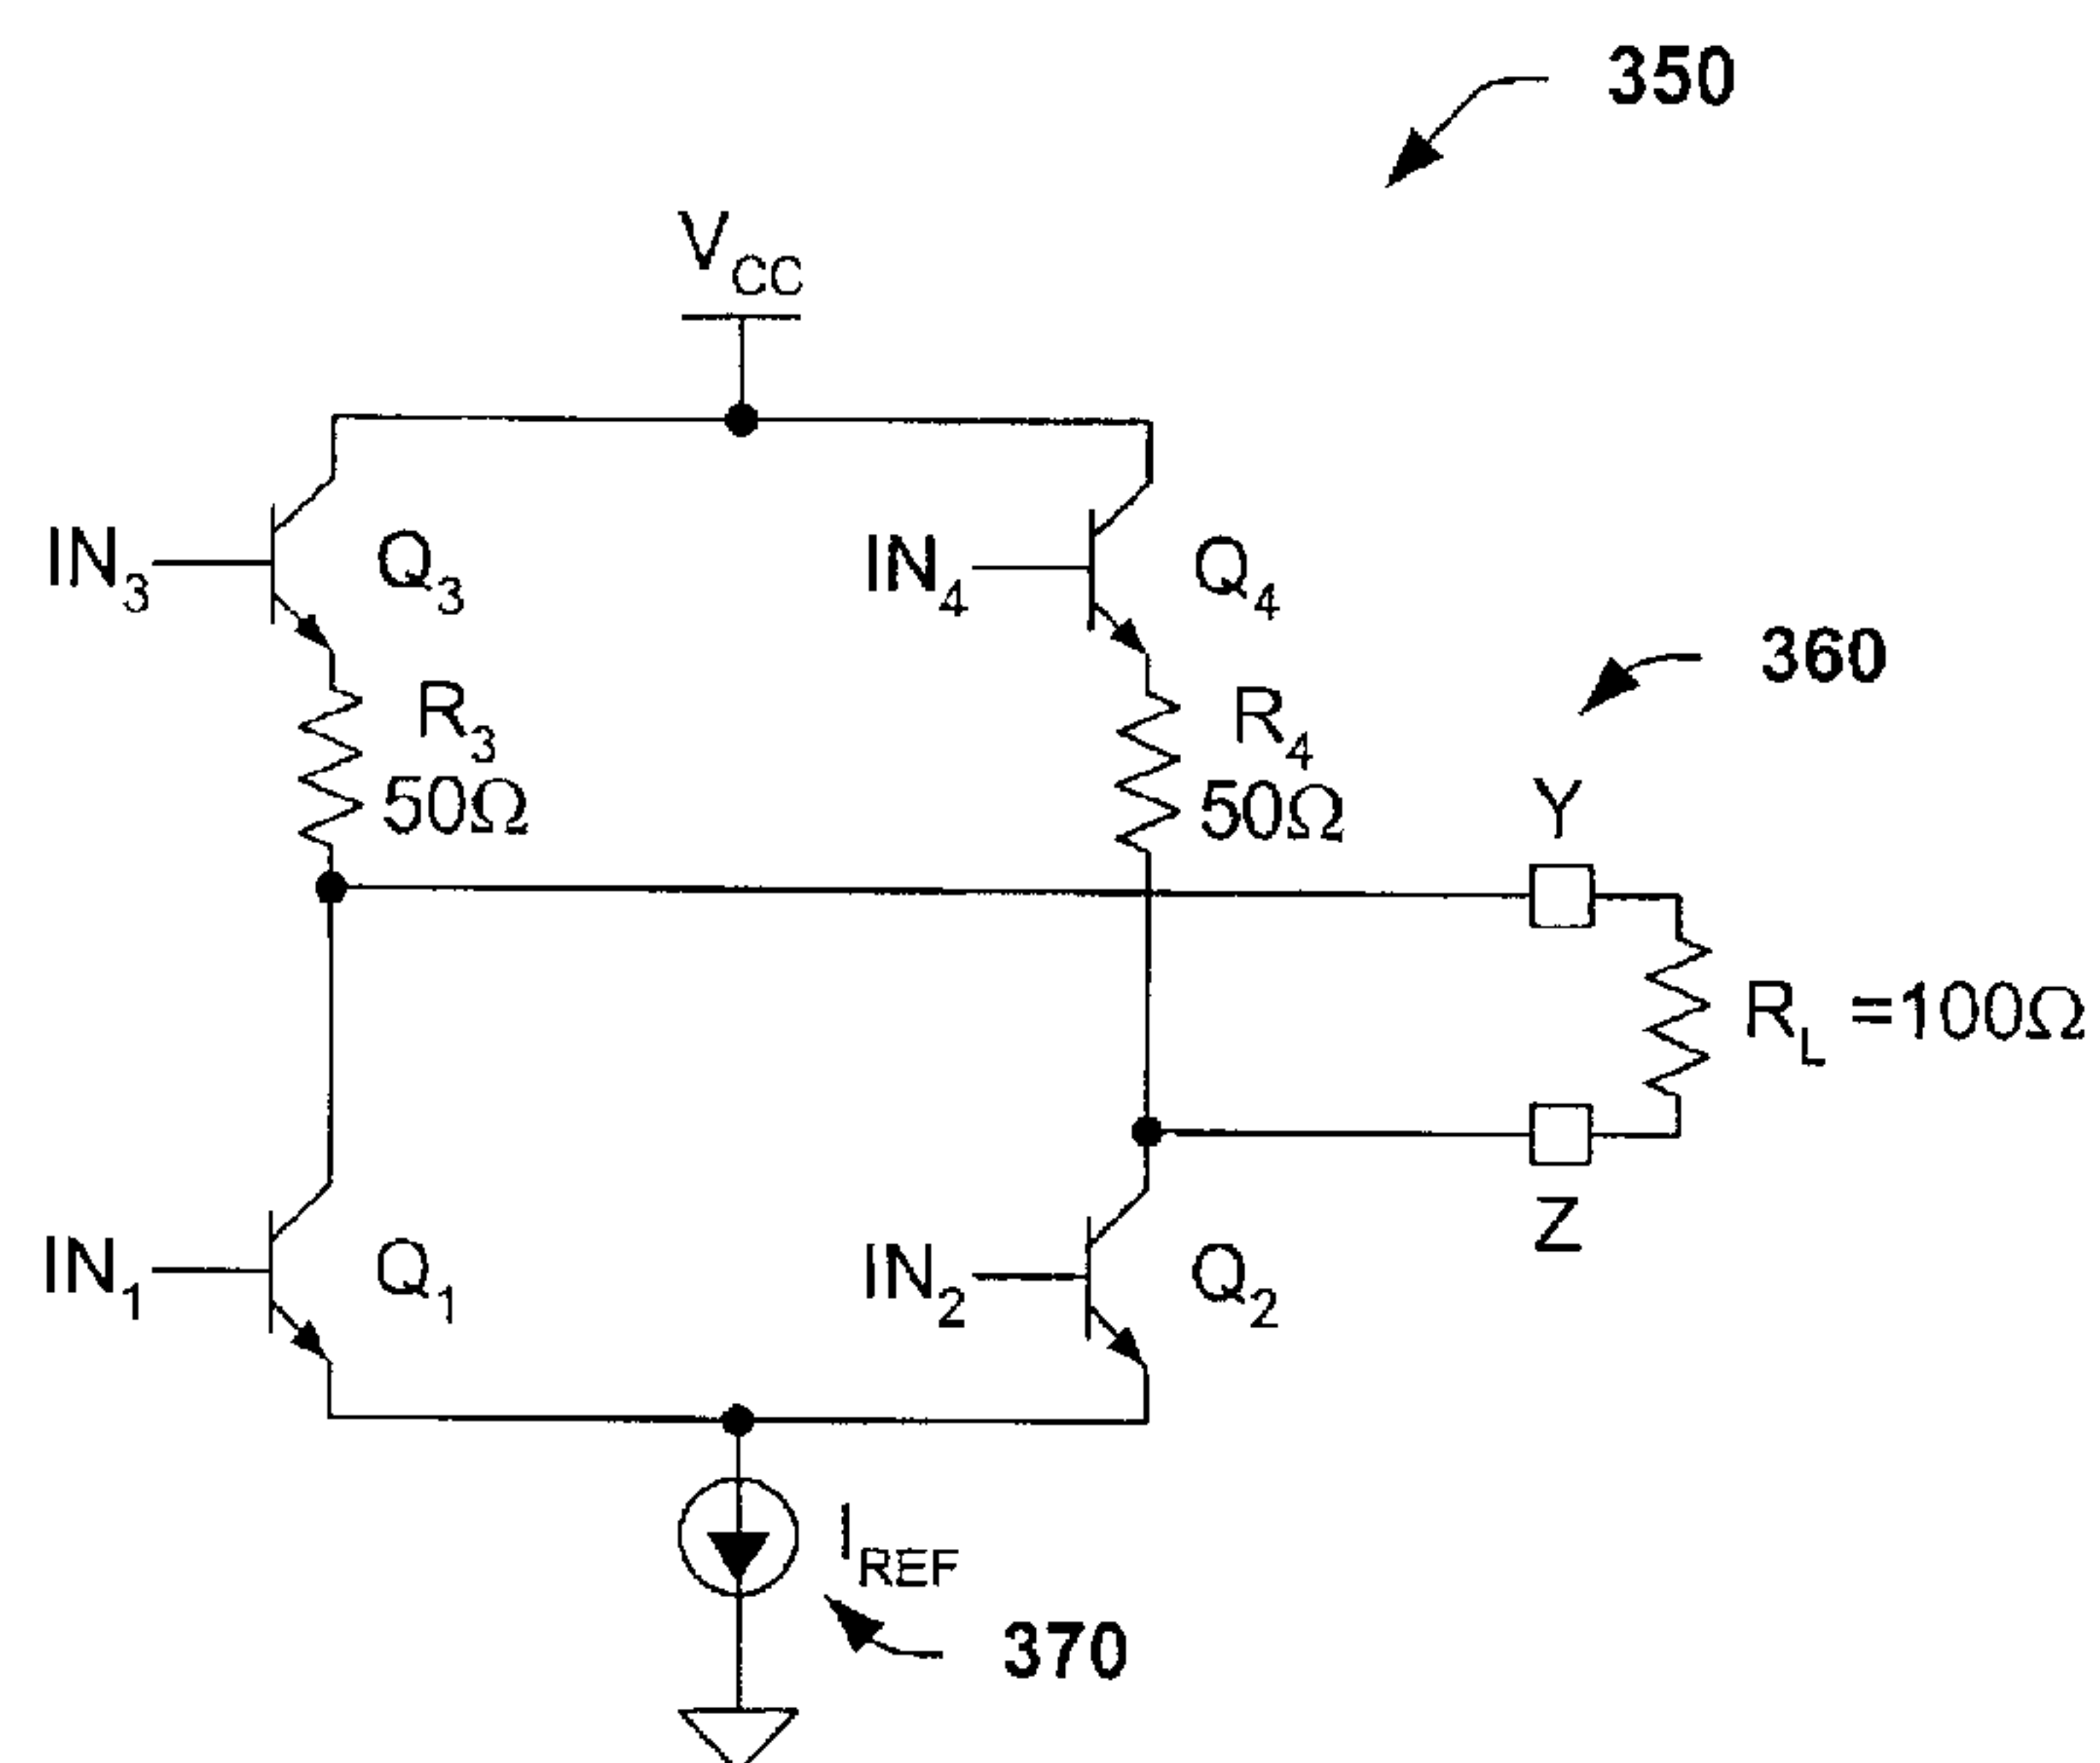 350
VCC
IN3
Q3
IN4
Q4
360
R3
50Ω
R4
50Ω
Y
RL =100Ω
Z
IN1
Q1
IN2
Q2
IREF
370